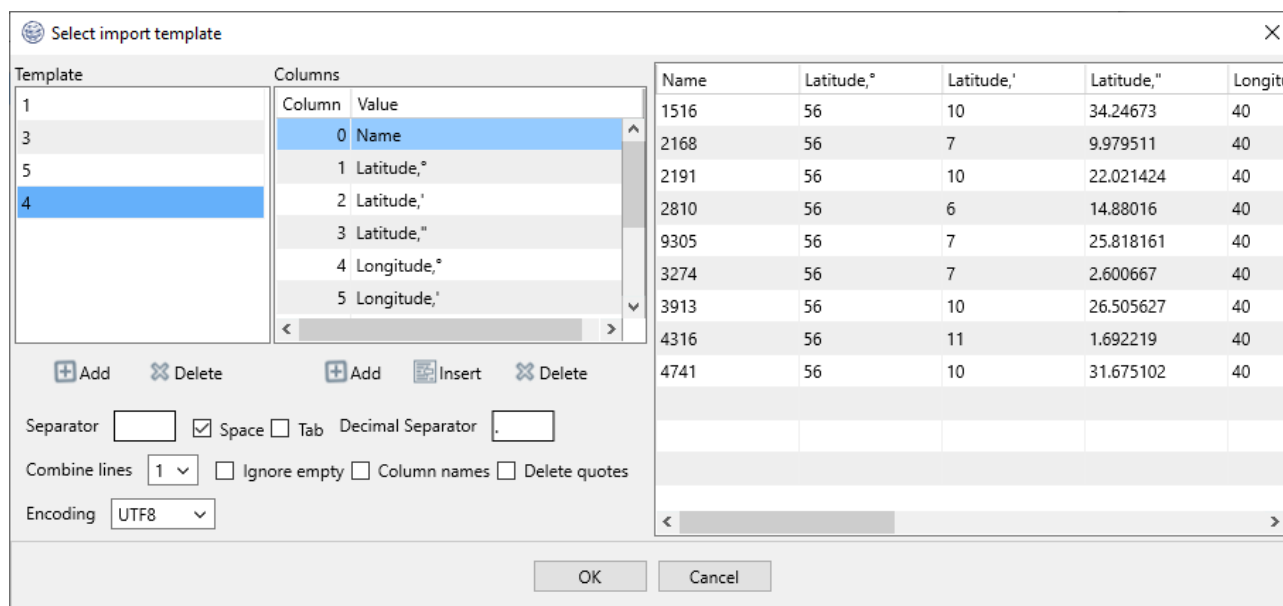 Select import template
Template
1
3
5
4
Add Delete
Columns
Column Value
0 Name
1 Latitude,°
2 Latitude,'
3 Latitude,"
4 Longitude,°
5 Longitude,'
Add Insert Delete
Separator Space Tab Decimal Separator .
Combine lines 1 Ignore empty Column names Delete quotes
Encoding UTF8
Name Latitude,° Latitude,' Latitude," Longitu
1516 56 10 34.24673 40
2168 56 7 9.979511 40
2191 56 10 22.021424 40
2810 56 6 14.88016 40
9305 56 7 25.818161 40
3274 56 7 2.600667 40
3913 56 10 26.505627 40
4316 56 11 1.692219 40
4741 56 10 31.675102 40
OK Cancel